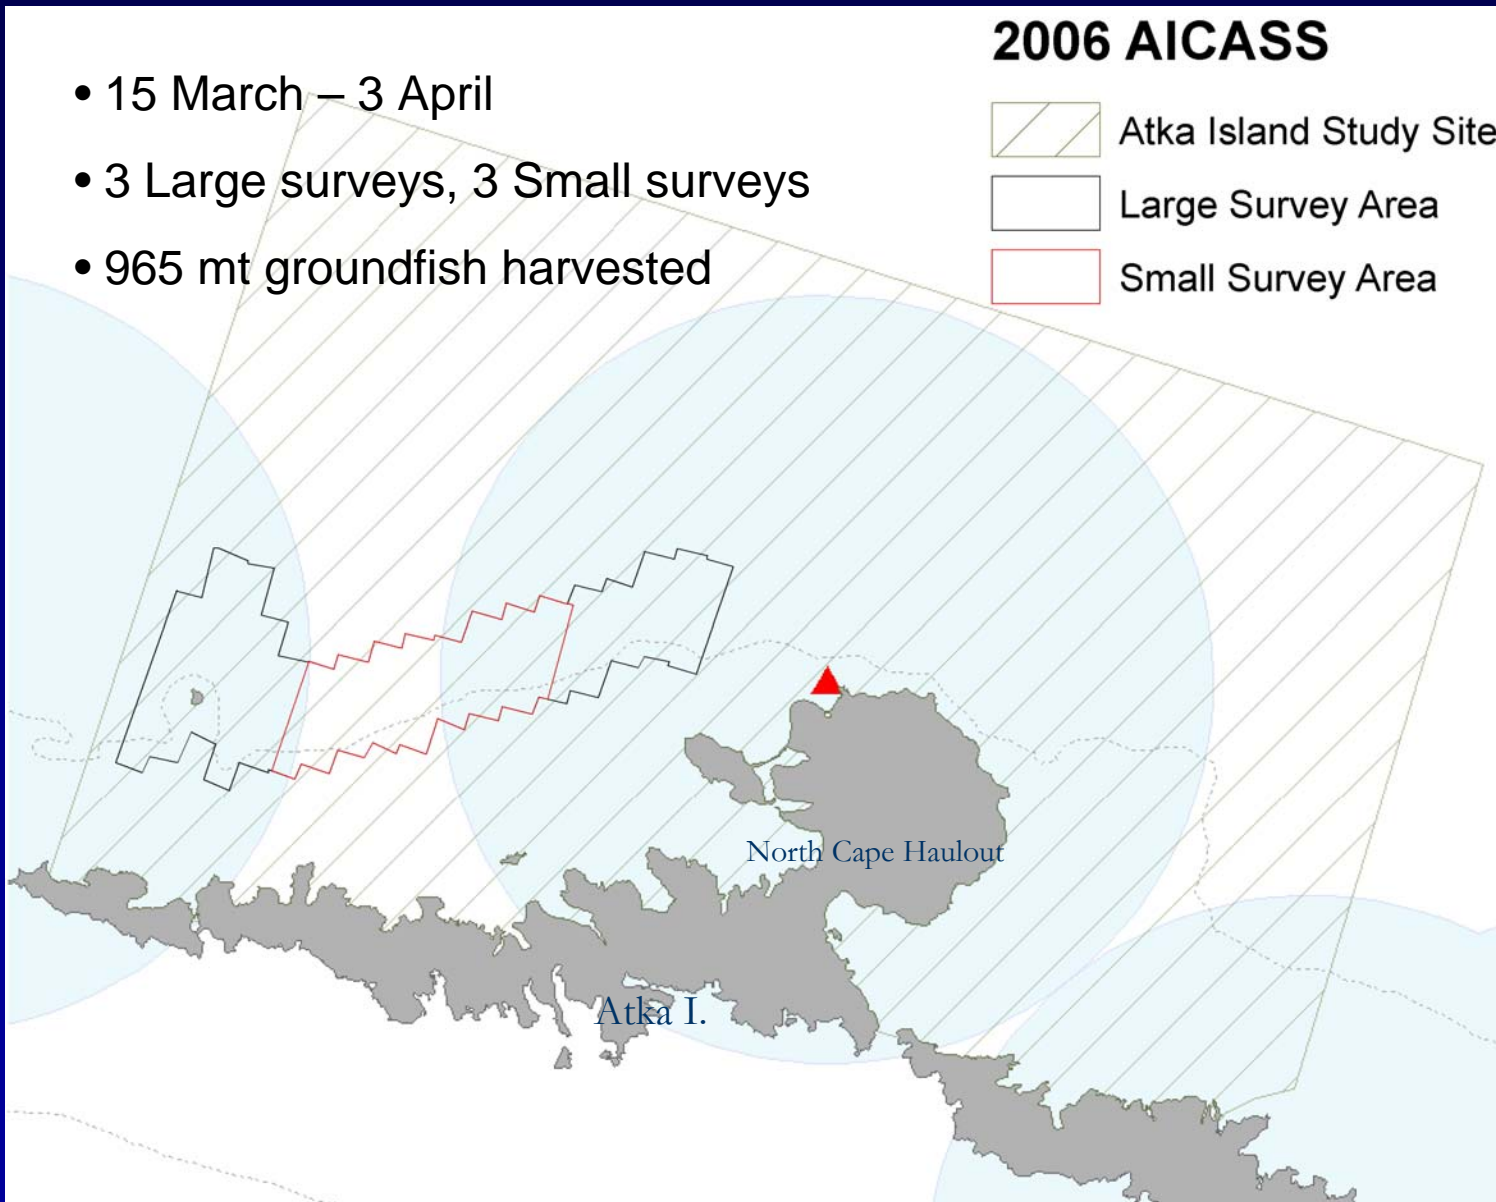 2006 AICASS
• 15 March – 3 April
• 3 Large surveys, 3 Small surveys
• 965 mt groundfish harvested
Atka Island Study Site
Large Survey Area
Small Survey Area
North Cape Haulout
Atka I.